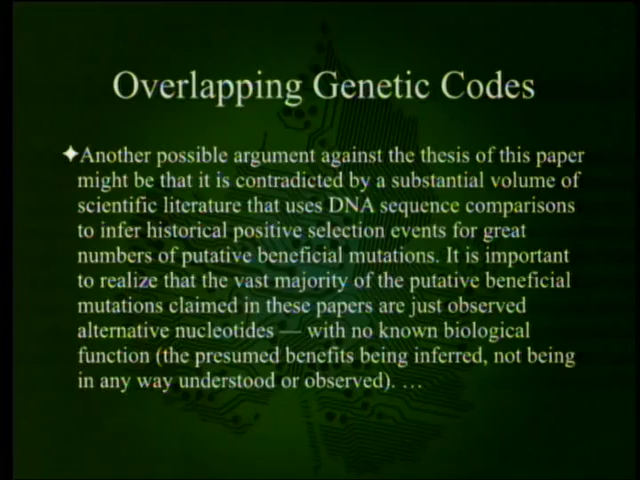 Overlapping Genetic Codes
✦Another possible argument against the thesis of this paper
might be that it is contradicted by a substantial volume of
scientific literature that uses DNA sequence comparisons
to infer historical positive selection events for great
numbers of putative beneficial mutations. It is important
to realize that the vast majority of the putative beneficial
mutations claimed in these papers are just observed
alternative nucleotides — with no known biological
function (the presumed benefits being inferred, not being
in any way understood or observed). …